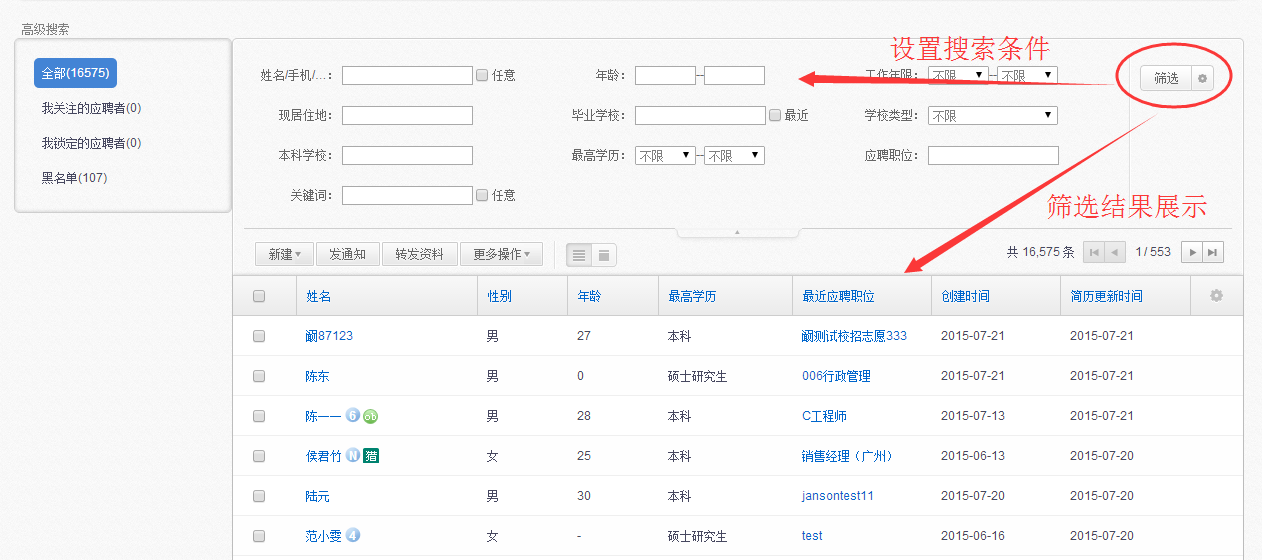 高级搜索
全部(16575)
我关注的应聘者(0)
我锁定的应聘者(0)
黑名单(107)
设置搜索条件
姓名/手机/...： 任意 年龄： -- 工作年限： 不限 -- 不限 筛选
现居住地： 毕业学校： 最近 学校类型： 不限
本科学校： 最高学历： 不限 -- 不限 应聘职位：
关键词： 任意
筛选结果展示
新建 发通知 转发资料 更多操作 共 16,575 条 1 / 553
姓名 性别 年龄 最高学历 最近应聘职位 创建时间 简历更新时间
87123 男 27 本科 测试校招志愿333 2015-07-21 2015-07-21
陈东 男 0 硕士研究生 006行政管理 2015-07-21 2015-07-21
陈一一 6 男 28 本科 C工程师 2015-07-13 2015-07-21
侯君竹 N 猎 女 25 本科 销售经理（广州） 2015-06-13 2015-07-20
陆元 男 30 本科 jansontest11 2015-07-20 2015-07-20
范小雯 4 女 - 硕士研究生 test 2015-06-16 2015-07-20